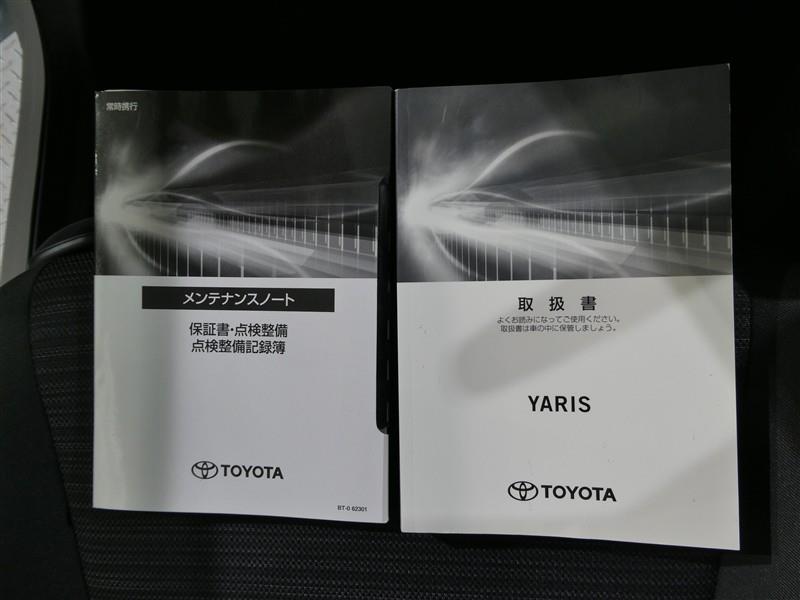 常時携行
メンテナンスノート
保証書・点検整備
点検整備記録簿
TOYOTA
BT-0 62301
取扱書
よくお読みになってご使用ください。
取扱書は車の中に保管しましょう。
YARIS
TOYOTA